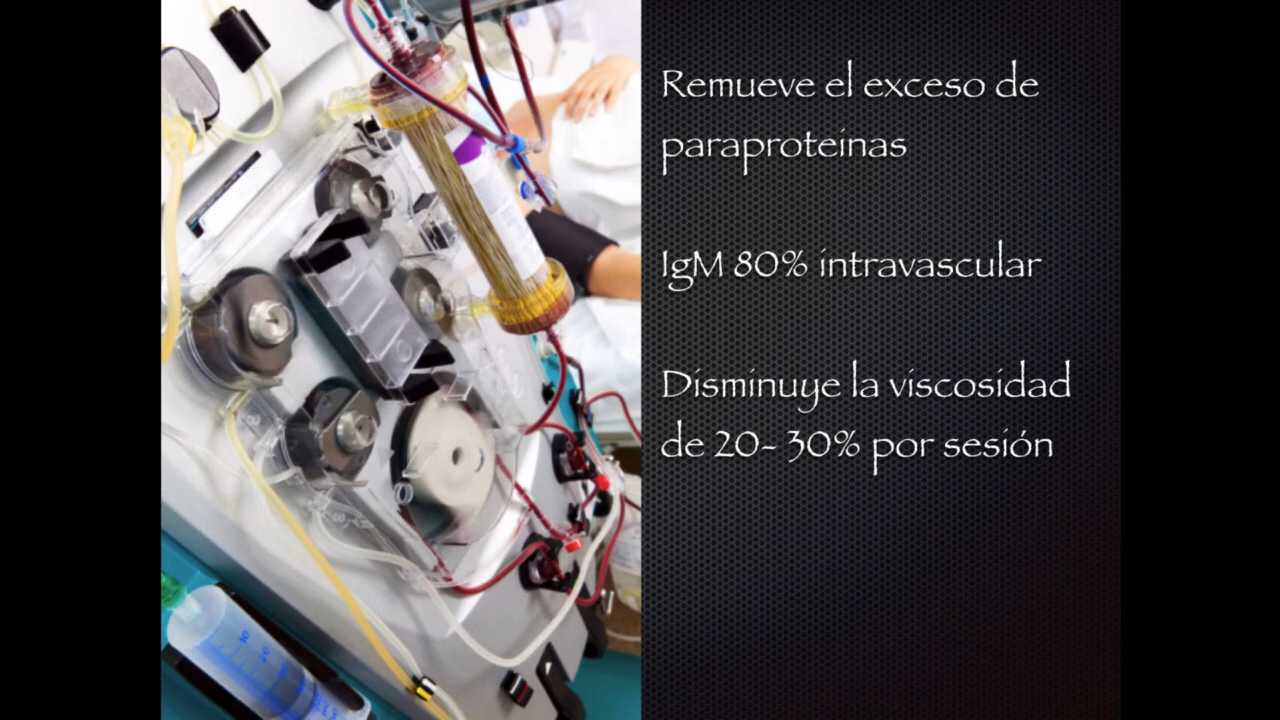 Remueve el exceso de
paraproteinas
IgM 80% intravascular
Disminuye la viscosidad
de 20- 30% por sesión